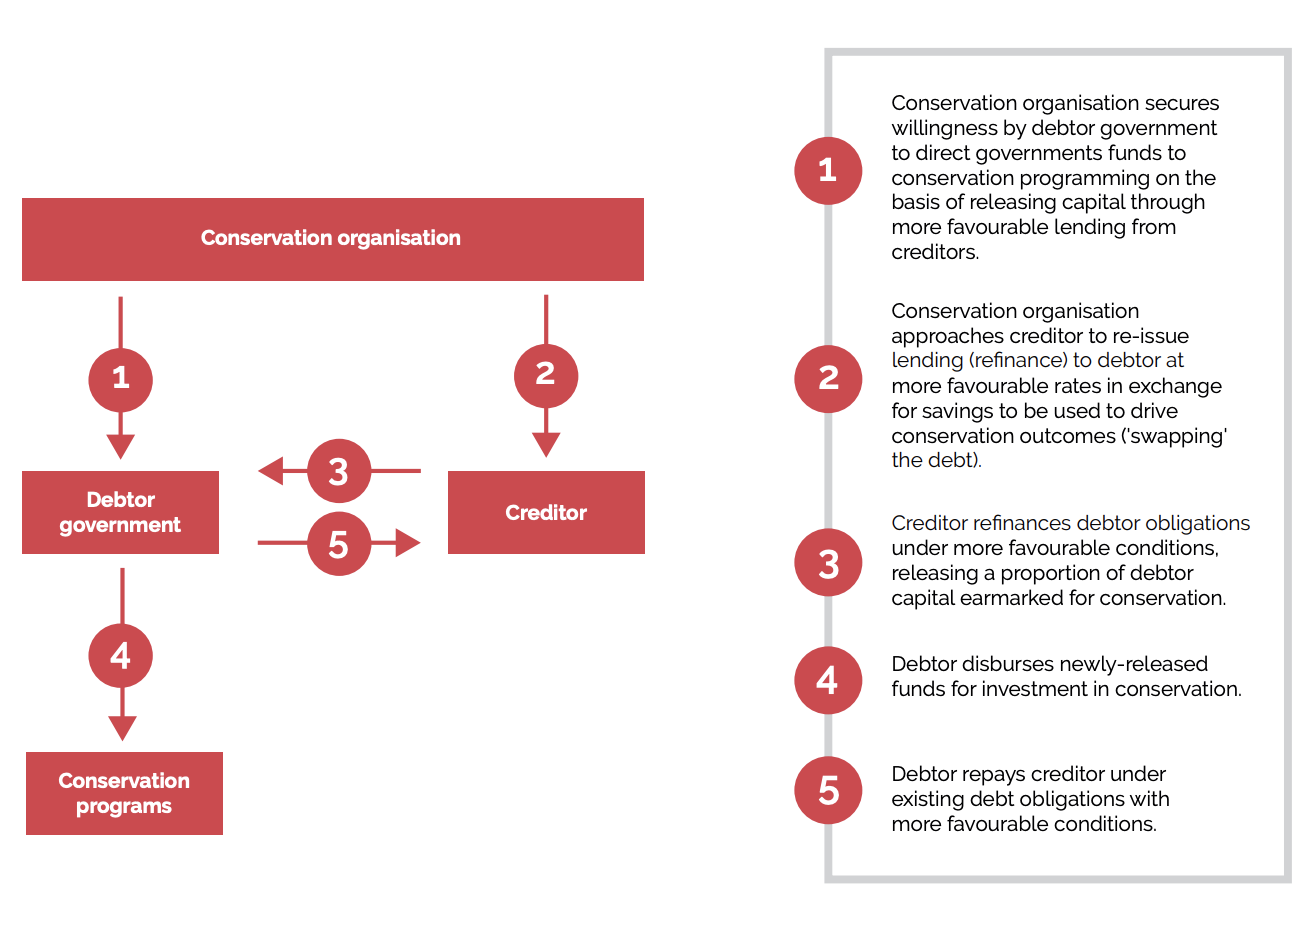 Conservation organisation
1
2
3
5
Debtor
government
Creditor
4
Conservation
programs
1
Conservation organisation secures
willingness by debtor government
to direct governments funds to
conservation programming on the
basis of releasing capital through
more favourable lending from
creditors.
2
Conservation organisation
approaches creditor to re-issue
lending (refinance) to debtor at
more favourable rates in exchange
for savings to be used to drive
conservation outcomes ('swapping'
the debt).
3
Creditor refinances debtor obligations
under more favourable conditions,
releasing a proportion of debtor
capital earmarked for conservation.
4
Debtor disburses newly-released
funds for investment in conservation.
5
Debtor repays creditor under
existing debt obligations with
more favourable conditions.